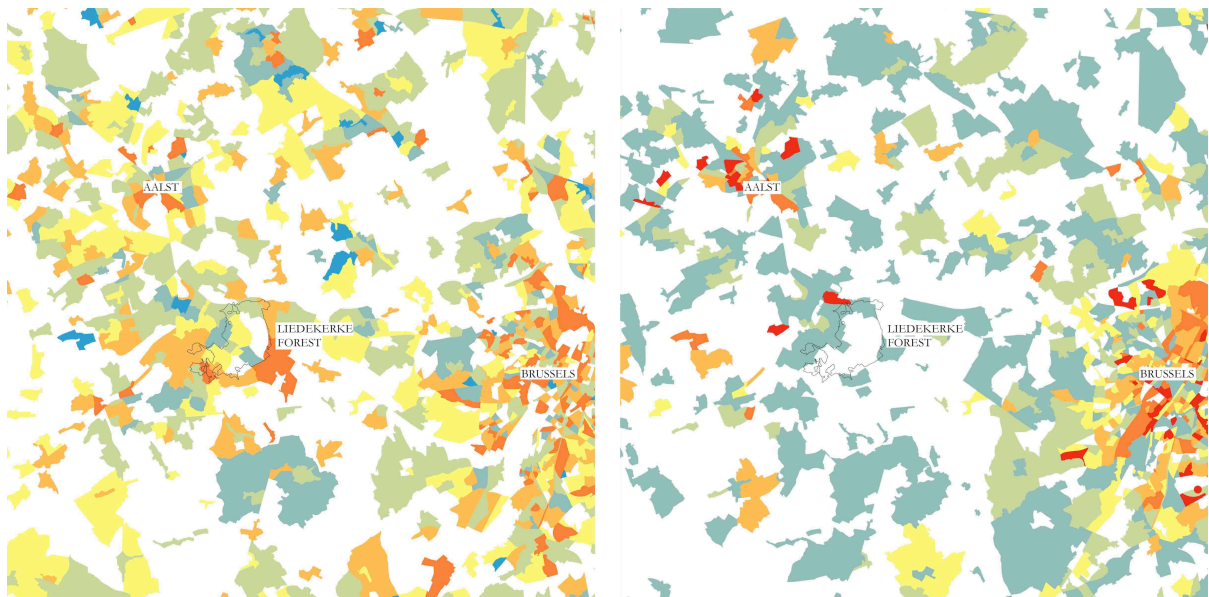 AALST
LIEDEKERKE
FOREST
BRUSSELS
AALST
LIEDEKERKE
FOREST
BRUSSELS